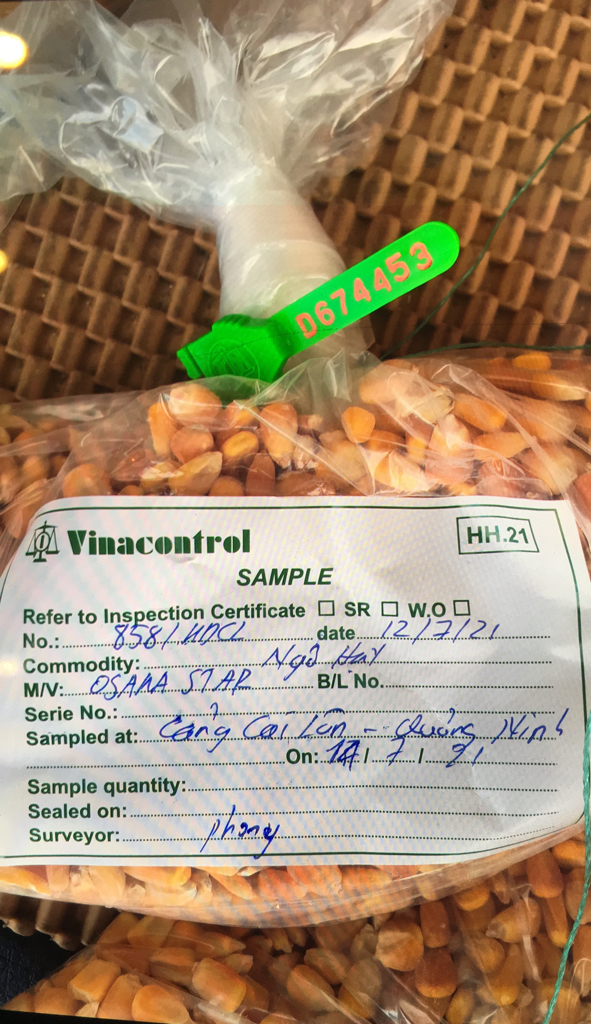 D674453
Vinacontrol
HH.21
SAMPLE
Refer to Inspection Certificate ☐ SR ☐ W.O ☐
No.: 858/HDCL date 12/7/21
Commodity: Ngô Hạt
M/V: OSAKA STAR B/L No.
Serie No.:
Sampled at: Cảng Cái Lân - Quảng Ninh
On: / 7 / 21
Sample quantity:
Sealed on:
Surveyor: phong